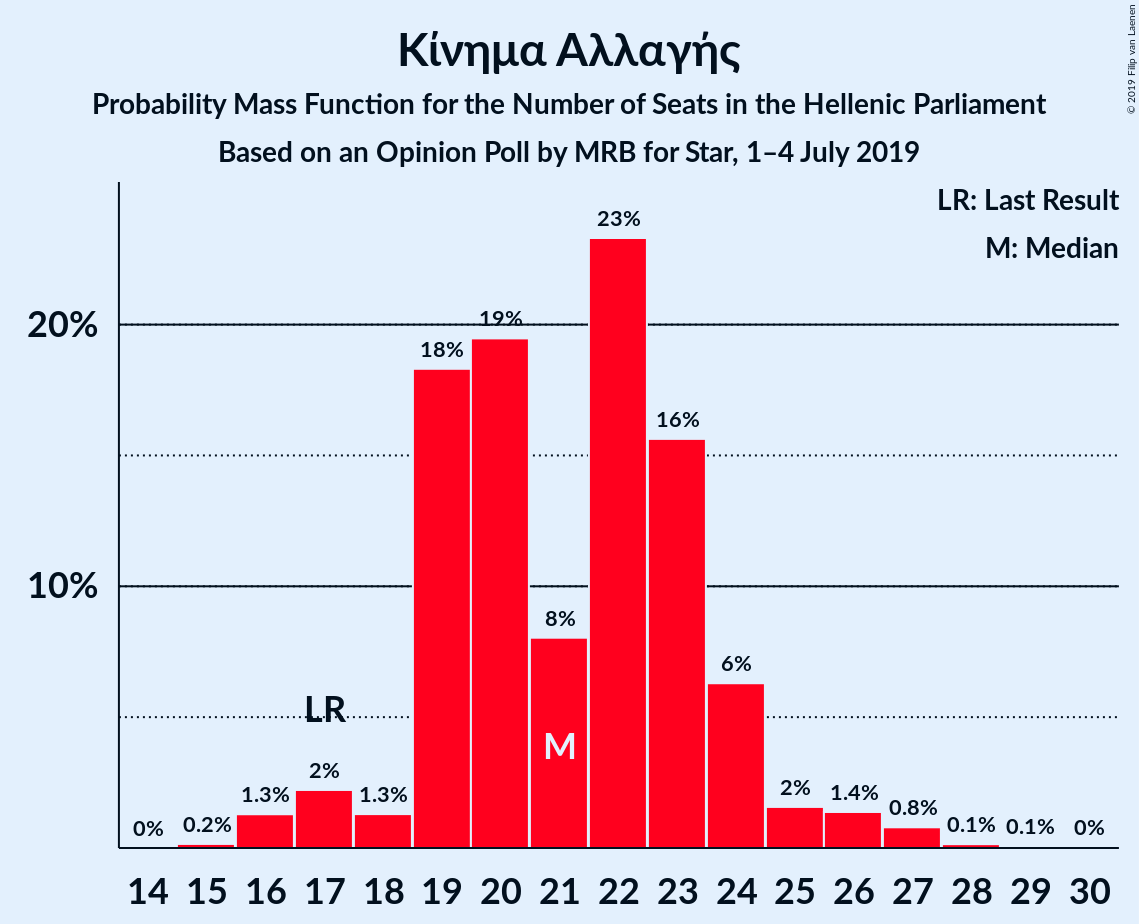 Κίνημα Αλλαγής
Probability Mass Function for the Number of Seats in the Hellenic Parliament
Based on an Opinion Poll by MRB for Star, 1–4 July 2019
© 2019 Filip van Laenen
LR: Last Result
M: Median
20%
10%
0%
0.2%
1.3%
2%
1.3%
18%
19%
8%
23%
16%
6%
2%
1.4%
0.8%
0.1%
0.1%
0%
LR
M
14 15 16 17 18 19 20 21 22 23 24 25 26 27 28 29 30